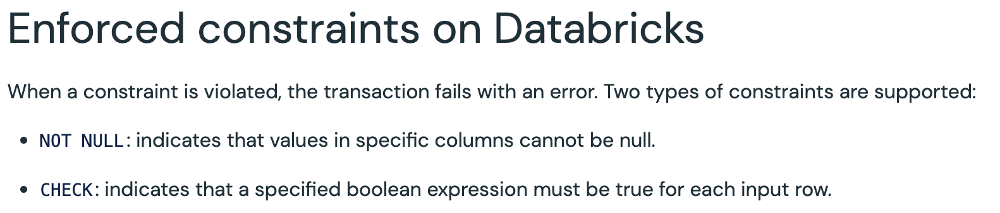 Enforced constraints on Databricks
When a constraint is violated, the transaction fails with an error. Two types of constraints are supported:
• NOT NULL: indicates that values in specific columns cannot be null.
• CHECK: indicates that a specified boolean expression must be true for each input row.